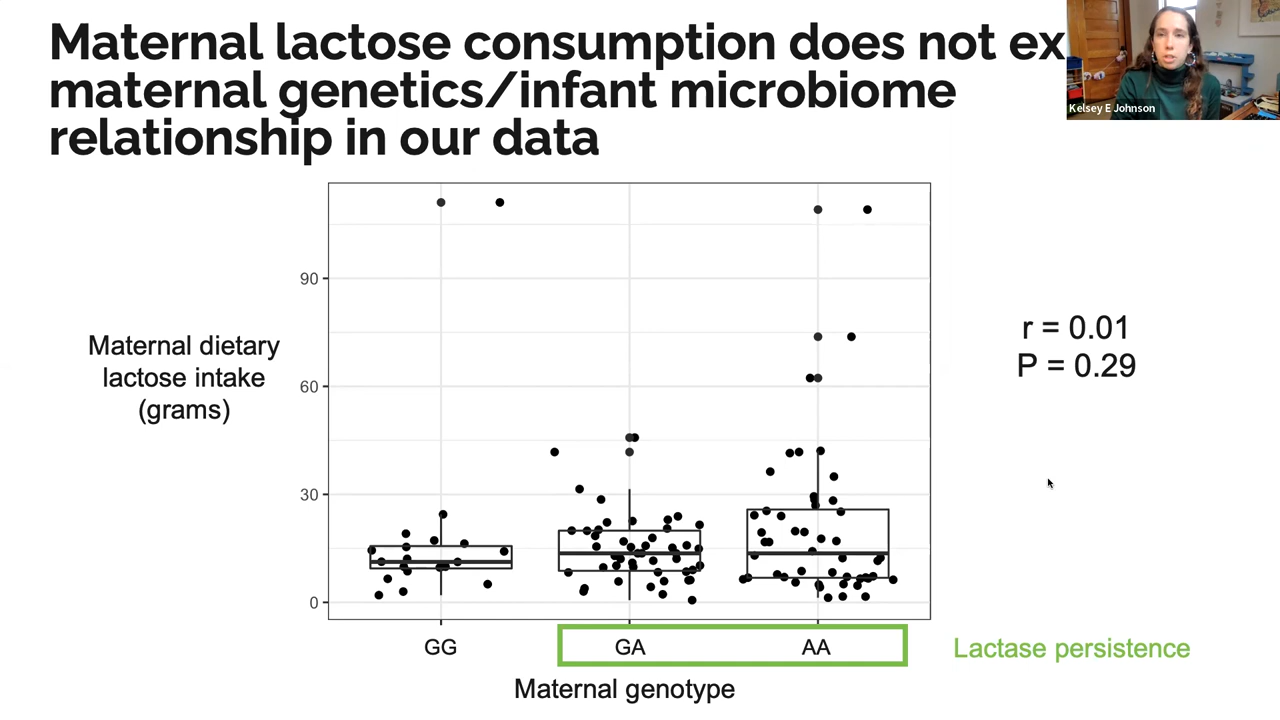 Maternal lactose consumption does not ex
maternal genetics/infant microbiome
relationship in our data
Kelsey E Johnson
90
60
30
0
Maternal dietary
lactose intake
(grams)
r = 0.01
P = 0.29
GG
GA
AA
Lactase persistence
Maternal genotype